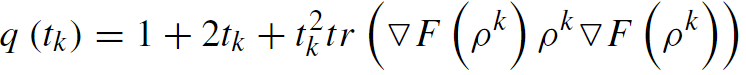 q (t_k) = 1 + 2t_k + t_k^2 tr (▽F (ρ^k) ρ^k ▽F (ρ^k))